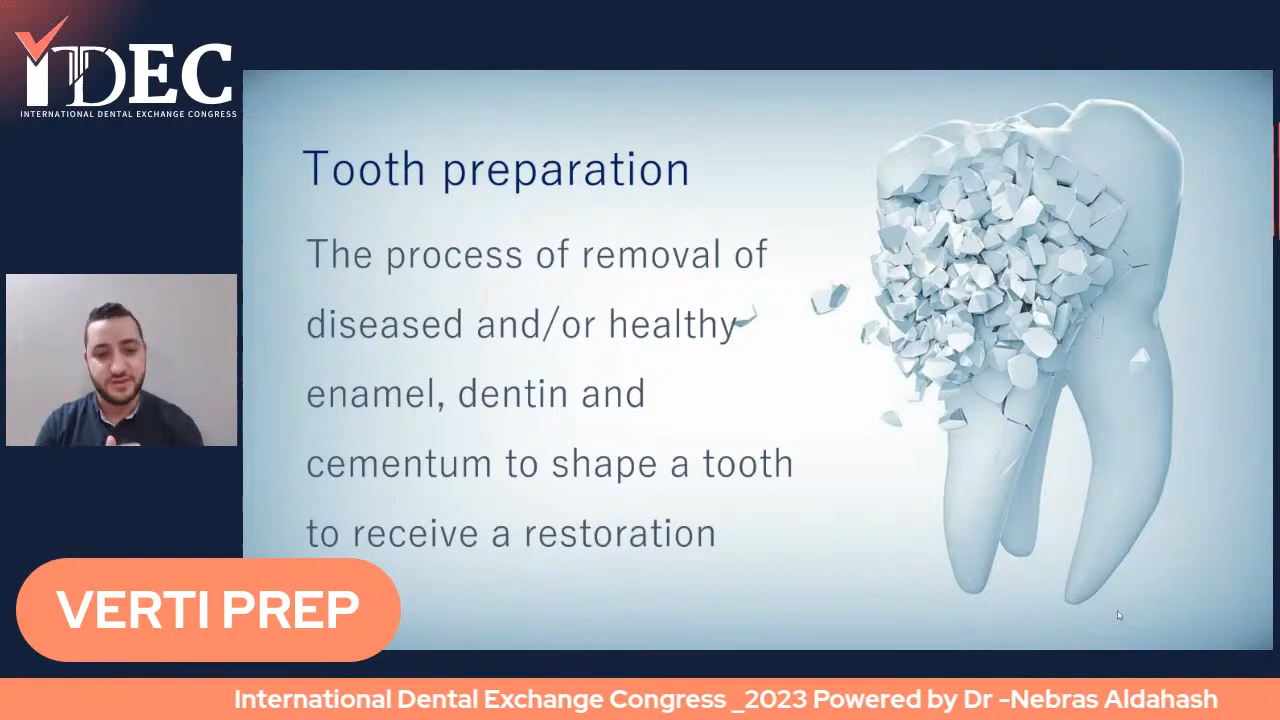 IDEC
INTERNATIONAL DENTAL EXCHANGE CONGRESS
Tooth preparation
The process of removal of
diseased and/or healthy
enamel, dentin and
cementum to shape a tooth
to receive a restoration
VERTI PREP
International Dental Exchange Congress _2023 Powered by Dr -Nebras Aldahash